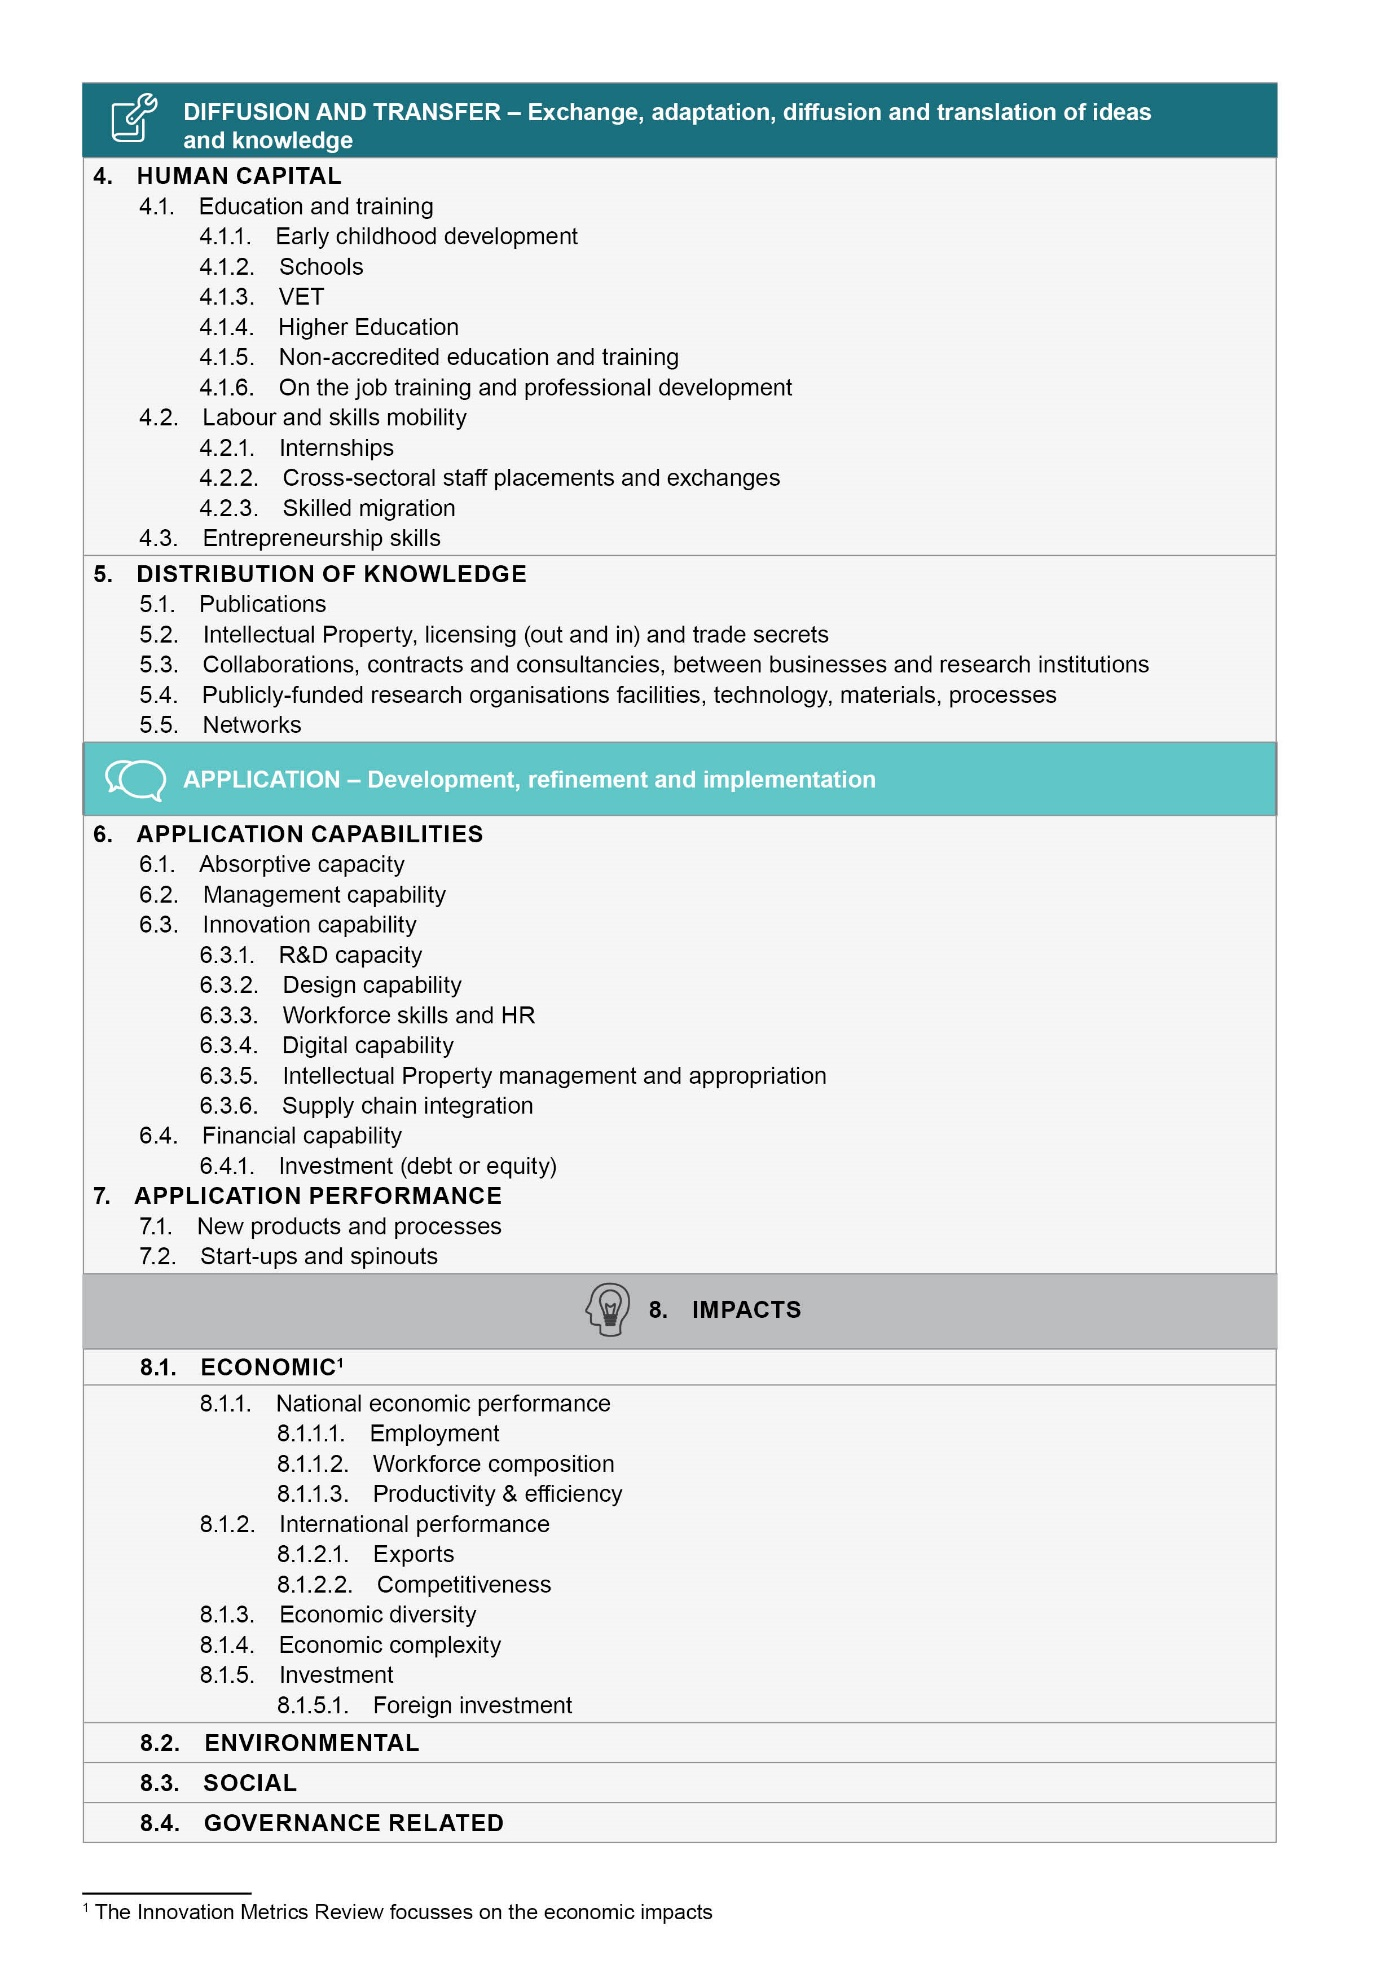 DIFFUSION AND TRANSFER – Exchange, adaptation, diffusion and translation of ideas
and knowledge
4. HUMAN CAPITAL
4.1. Education and training
4.1.1. Early childhood development
4.1.2. Schools
4.1.3. VET
4.1.4. Higher Education
4.1.5. Non-accredited education and training
4.1.6. On the job training and professional development
4.2. Labour and skills mobility
4.2.1. Internships
4.2.2. Cross-sectoral staff placements and exchanges
4.2.3. Skilled migration
4.3. Entrepreneurship skills
5. DISTRIBUTION OF KNOWLEDGE
5.1. Publications
5.2. Intellectual Property, licensing (out and in) and trade secrets
5.3. Collaborations, contracts and consultancies, between businesses and research institutions
5.4. Publicly-funded research organisations facilities, technology, materials, processes
5.5. Networks
APPLICATION – Development, refinement and implementation
6. APPLICATION CAPABILITIES
6.1. Absorptive capacity
6.2. Management capability
6.3. Innovation capability
6.3.1. R&D capacity
6.3.2. Design capability
6.3.3. Workforce skills and HR
6.3.4. Digital capability
6.3.5. Intellectual Property management and appropriation
6.3.6. Supply chain integration
6.4. Financial capability
6.4.1. Investment (debt or equity)
7. APPLICATION PERFORMANCE
7.1. New products and processes
7.2. Start-ups and spinouts
8. IMPACTS
8.1. ECONOMIC¹
8.1.1. National economic performance
8.1.1.1. Employment
8.1.1.2. Workforce composition
8.1.1.3. Productivity & efficiency
8.1.2. International performance
8.1.2.1. Exports
8.1.2.2. Competitiveness
8.1.3. Economic diversity
8.1.4. Economic complexity
8.1.5. Investment
8.1.5.1. Foreign investment
8.2. ENVIRONMENTAL
8.3. SOCIAL
8.4. GOVERNANCE RELATED
¹ The Innovation Metrics Review focusses on the economic impacts